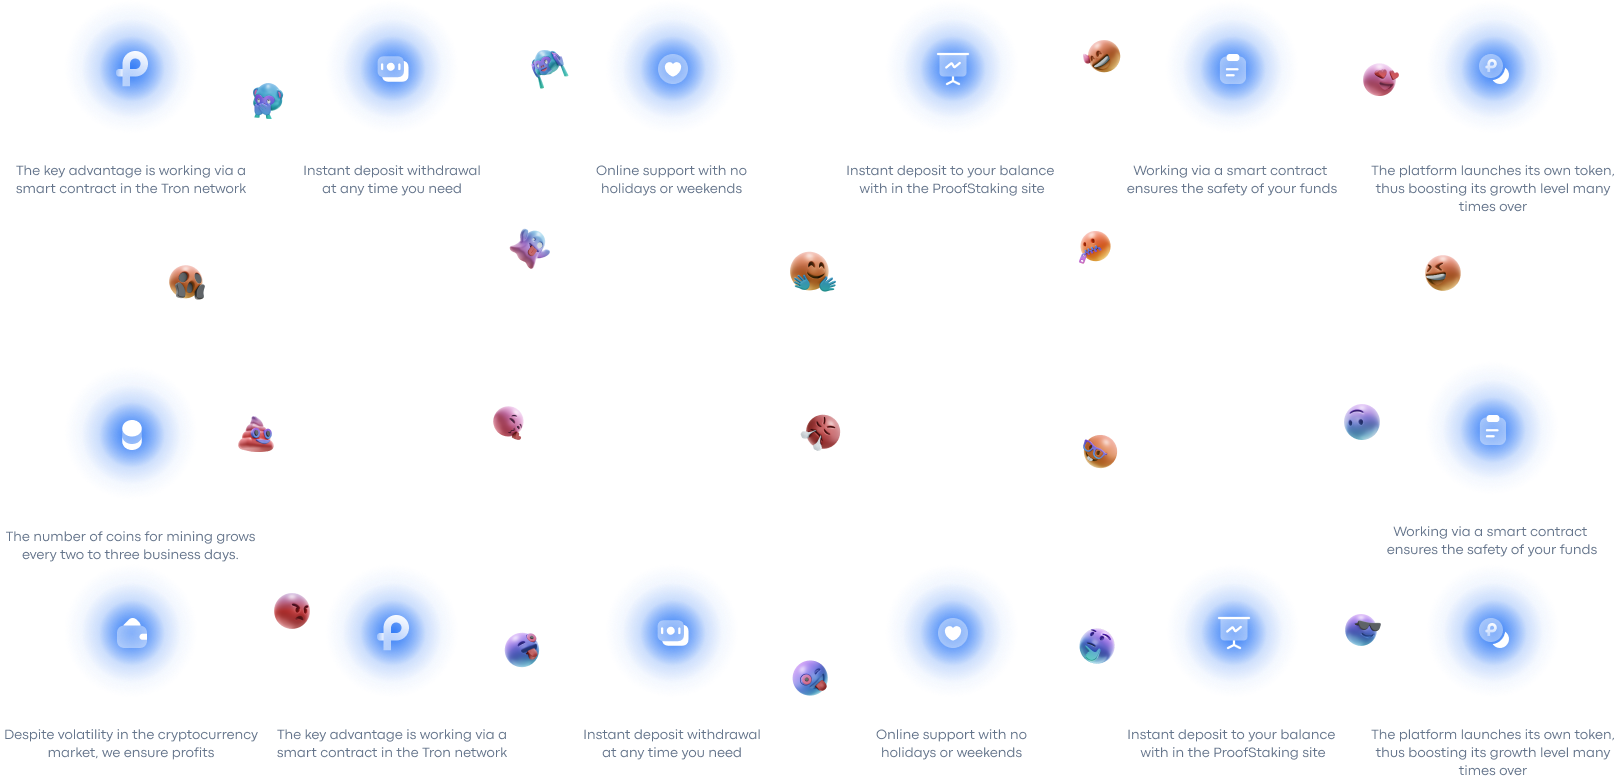 The key advantage is working via a
smart contract in the Tron network
Instant deposit withdrawal
at any time you need
Online support with no
holidays or weekends
Instant deposit to your balance
with in the ProofStaking site
Working via a smart contract
ensures the safety of your funds
The platform launches its own token,
thus boosting its growth level many
times over
The number of coins for mining grows
every two to three business days.
Working via a smart contract
ensures the safety of your funds
Despite volatility in the cryptocurrency
market, we ensure profits
The key advantage is working via a
smart contract in the Tron network
Instant deposit withdrawal
at any time you need
Online support with no
holidays or weekends
Instant deposit to your balance
with in the ProofStaking site
The platform launches its own token,
thus boosting its growth level many
times over